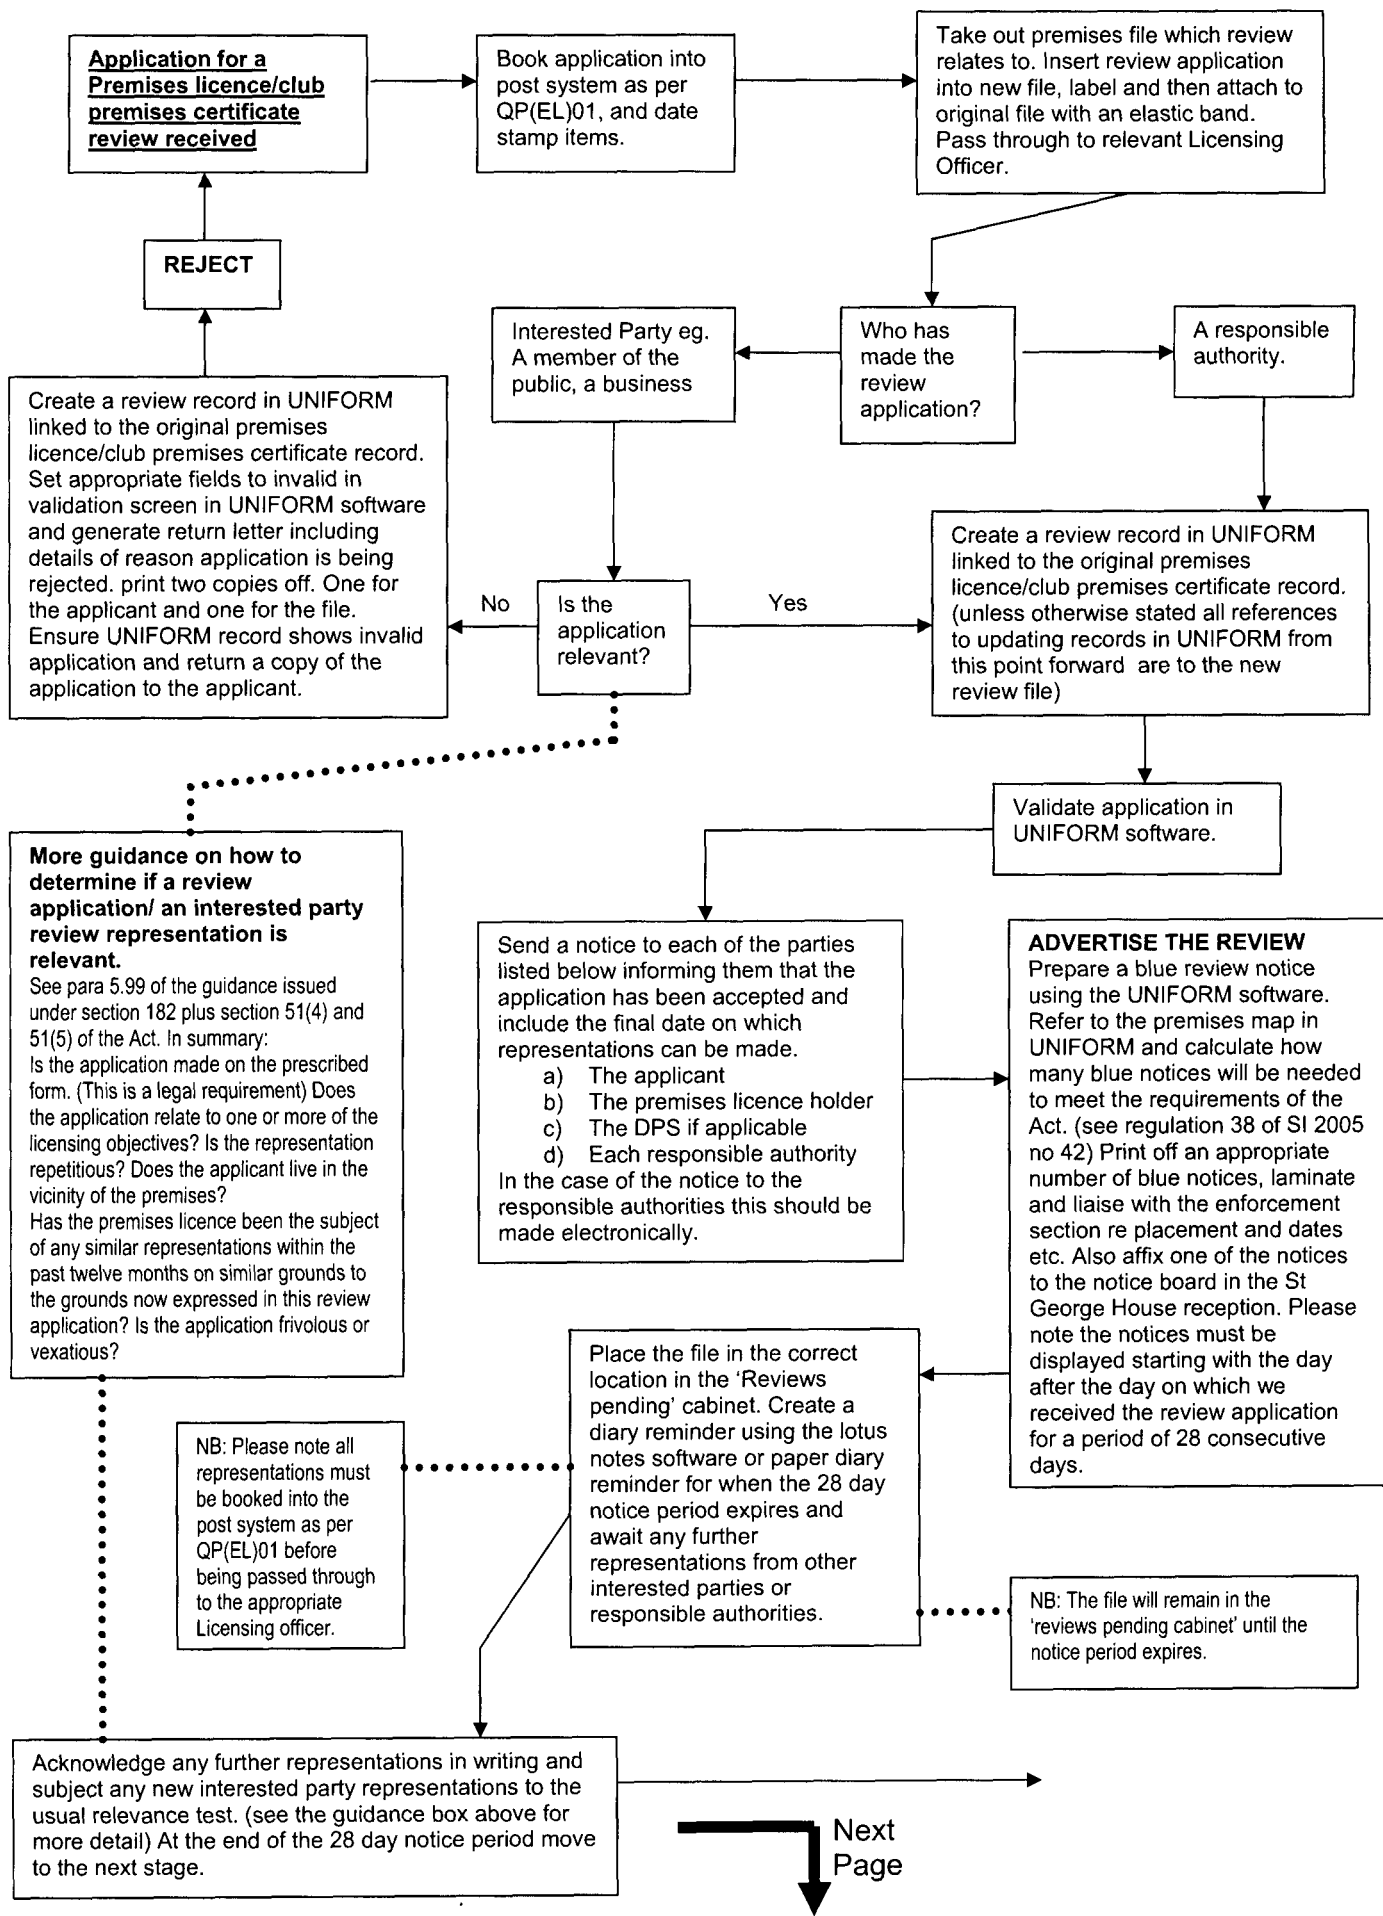 Application for a
Premises licence/club
premises certificate
review received
Book application into
post system as per
QP(EL)01, and date
stamp items.
Take out premises file which review
relates to. Insert review application
into new file, label and then attach to
original file with an elastic band.
Pass through to relevant Licensing
Officer.
REJECT
Interested Party eg.
A member of the
public, a business
Who has
made the
review
application?
A responsible
authority.
Create a review record in UNIFORM
linked to the original premises
licence/club premises certificate record.
Set appropriate fields to invalid in
validation screen in UNIFORM software
and generate return letter including
details of reason application is being
rejected. print two copies off. One for
the applicant and one for the file.
Ensure UNIFORM record shows invalid
application and return a copy of the
application to the applicant.
No
Is the
application
relevant?
Yes
Create a review record in UNIFORM
linked to the original premises
licence/club premises certificate record.
(unless otherwise stated all references
to updating records in UNIFORM from
this point forward are to the new
review file)
Validate application in
UNIFORM software.
More guidance on how to
determine if a review
application/ an interested party
review representation is
relevant.
See para 5.99 of the guidance issued
under section 182 plus section 51(4) and
51(5) of the Act. In summary:
Is the application made on the prescribed
form. (This is a legal requirement) Does
the application relate to one or more of the
licensing objectives? Is the representation
repetitious? Does the applicant live in the
vicinity of the premises?
Has the premises licence been the subject
of any similar representations within the
past twelve months on similar grounds to
the grounds now expressed in this review
application? Is the application frivolous or
vexatious?
Send a notice to each of the parties
listed below informing them that the
application has been accepted and
include the final date on which
representations can be made.
a) The applicant
b) The premises licence holder
c) The DPS if applicable
d) Each responsible authority
In the case of the notice to the
responsible authorities this should be
made electronically.
ADVERTISE THE REVIEW
Prepare a blue review notice
using the UNIFORM software.
Refer to the premises map in
UNIFORM and calculate how
many blue notices will be needed
to meet the requirements of the
Act. (see regulation 38 of SI 2005
no 42) Print off an appropriate
number of blue notices, laminate
and liaise with the enforcement
section re placement and dates
etc. Also affix one of the notices
to the notice board in the St
George House reception. Please
note the notices must be
displayed starting with the day
after the day on which we
received the review application
for a period of 28 consecutive
days.
Place the file in the correct
location in the ‘Reviews
pending’ cabinet. Create a
diary reminder using the lotus
notes software or paper diary
reminder for when the 28 day
notice period expires and
await any further
representations from other
interested parties or
responsible authorities.
NB: Please note all
representations must
be booked into the
post system as per
QP(EL)01 before
being passed through
to the appropriate
Licensing officer.
NB: The file will remain in the
‘reviews pending cabinet’ until the
notice period expires.
Acknowledge any further representations in writing and
subject any new interested party representations to the
usual relevance test. (see the guidance box above for
more detail) At the end of the 28 day notice period move
to the next stage.
Next
Page